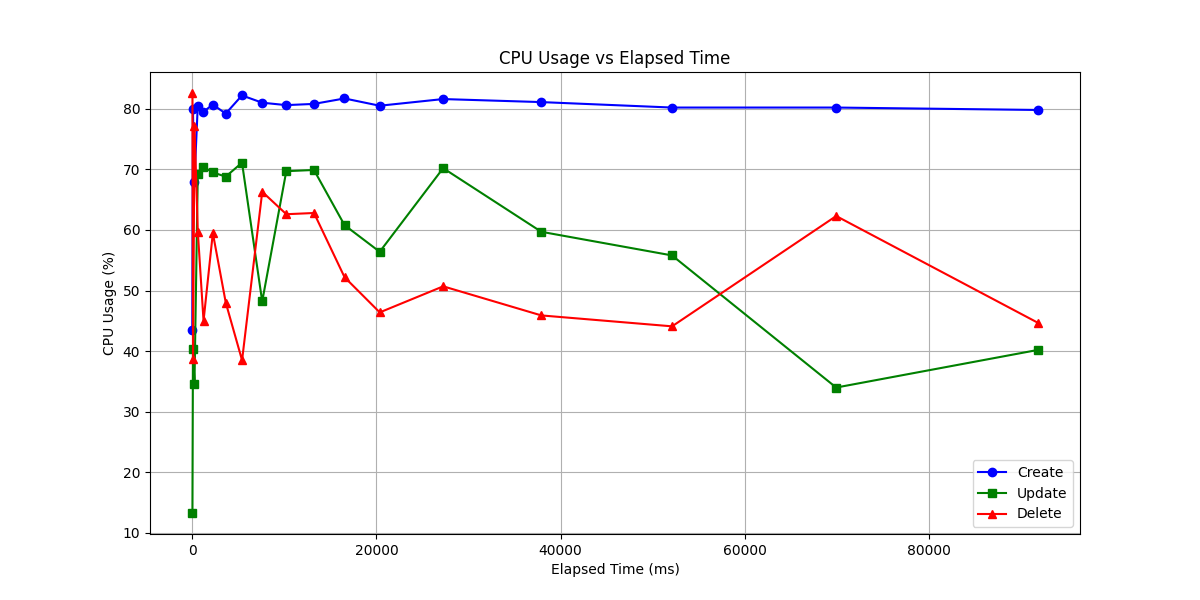 CPU Usage vs Elapsed Time
80
70
60
50
40
30
20
10
CPU Usage (%)
0 20000 40000 60000 80000
Elapsed Time (ms)
Create
Update
Delete